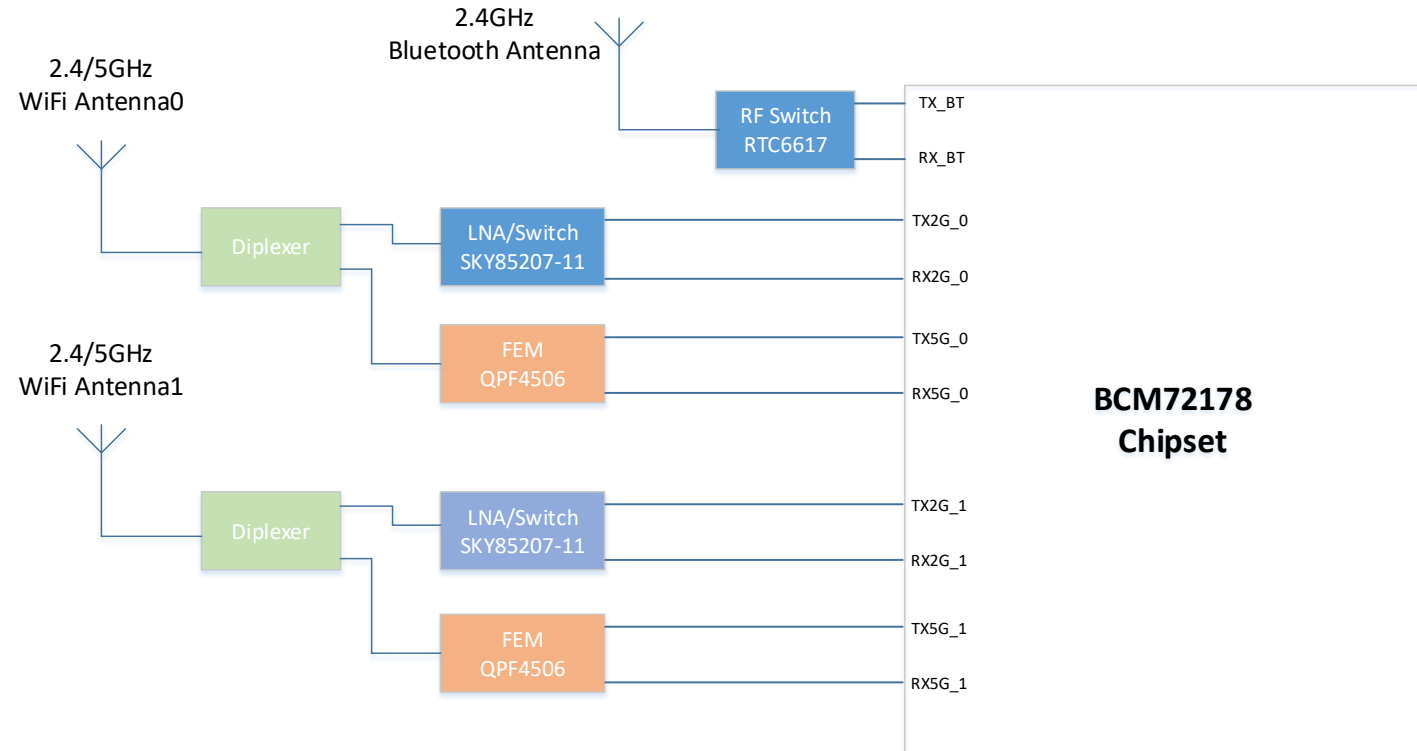 2.4GHz
Bluetooth Antenna
2.4/5GHz
WiFi Antenna0
RF Switch
RTC6617
TX_BT
RX_BT
Diplexer
LNA/Switch
SKY85207-11
TX2G_0
RX2G_0
FEM
QPF4506
TX5G_0
RX5G_0
BCM72178
Chipset
2.4/5GHz
WiFi Antenna1
Diplexer
LNA/Switch
SKY85207-11
TX2G_1
RX2G_1
FEM
QPF4506
TX5G_1
RX5G_1